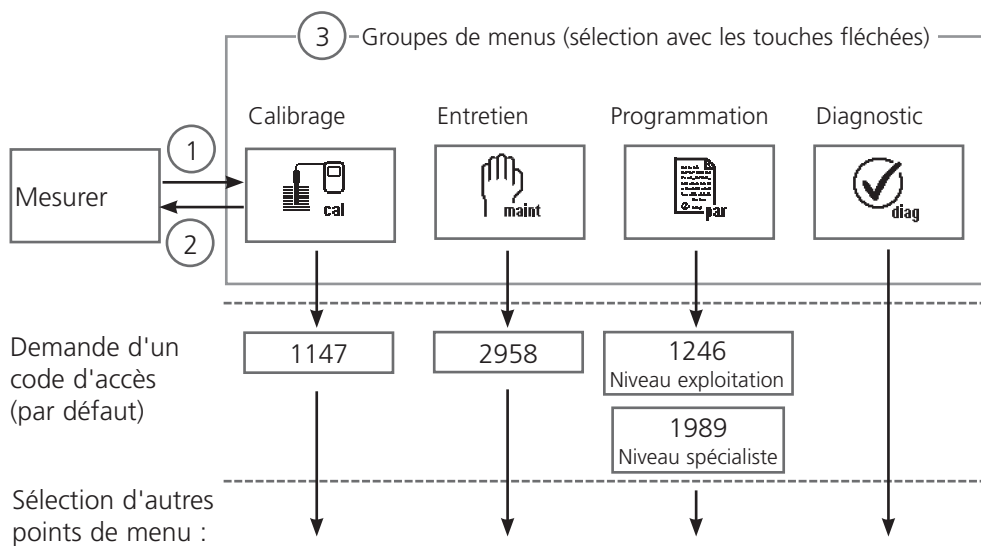 3 Groupes de menus (sélection avec les touches fléchées)
Calibrage Entretien Programmation Diagnostic
Mesurer
1
2
cal maint par diag
Demande d'un
code d'accès
(par défaut)
1147 2958 1246
Niveau exploitation
1989
Niveau spécialiste
Sélection d'autres
points de menu :